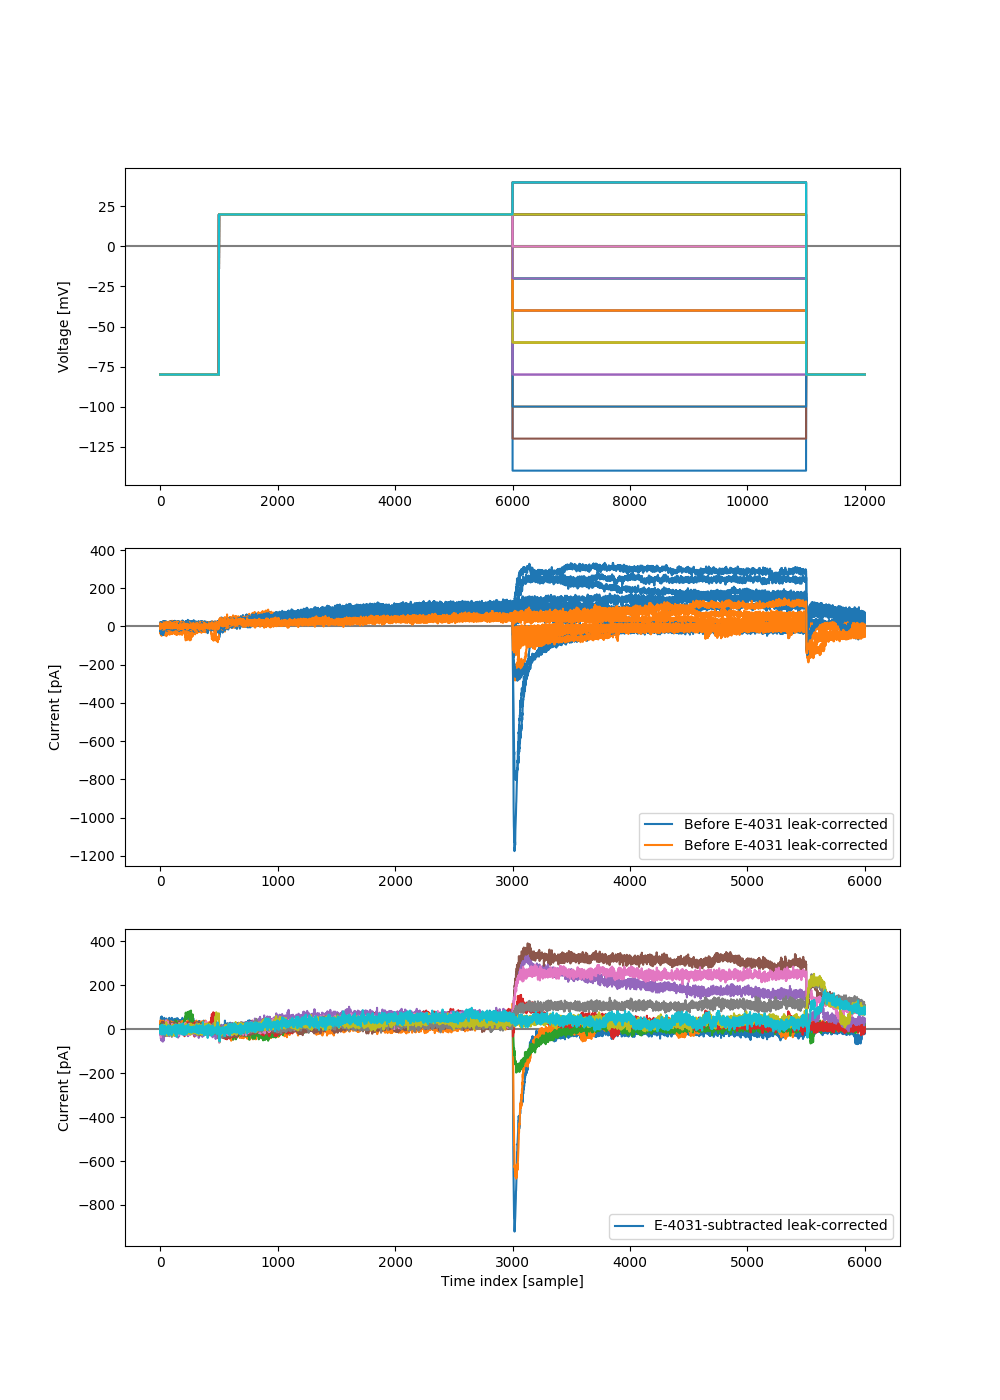 25
0
−25
−50
−75
−100
−125
Voltage [mV]
0 2000 4000 6000 8000 10000 12000
400
200
0
−200
−400
−600
−800
−1000
−1200
Current [pA]
Before E-4031 leak-corrected
Before E-4031 leak-corrected
0 1000 2000 3000 4000 5000 6000
400
200
0
−200
−400
−600
−800
Current [pA]
E-4031-subtracted leak-corrected
0 1000 2000 3000 4000 5000 6000
Time index [sample]